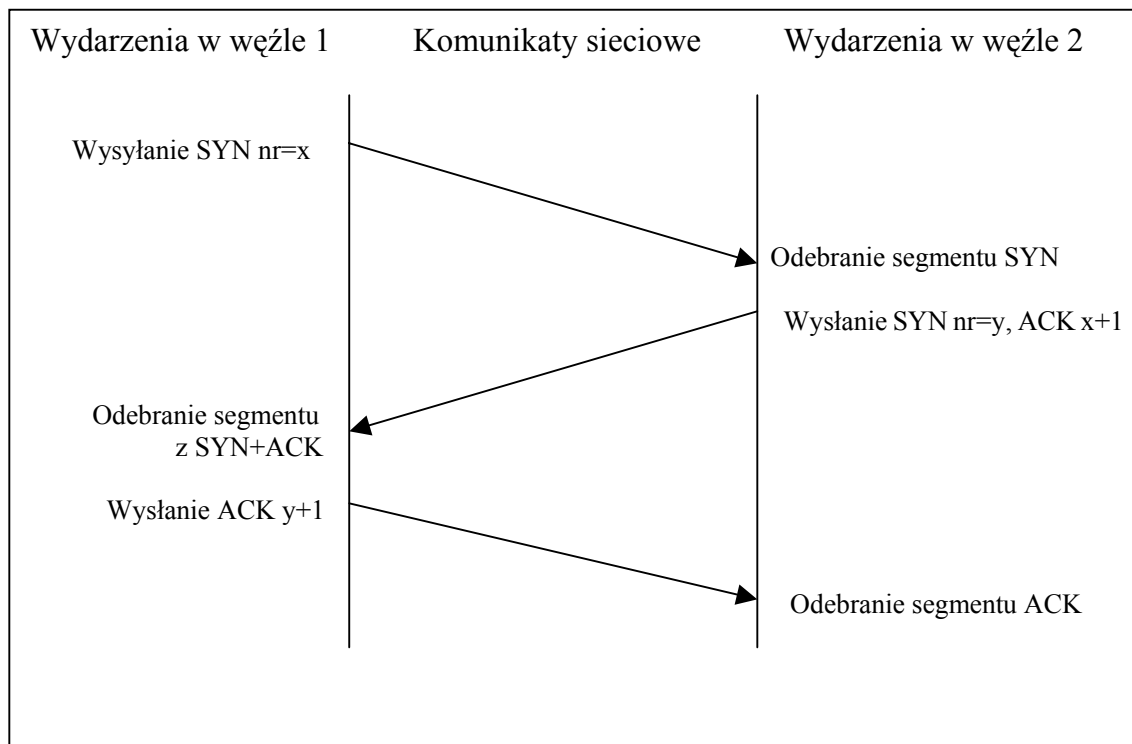 Wydarzenia w węźle 1
Komunikaty sieciowe
Wydarzenia w węźle 2
Wysyłanie SYN nr=x
Odebranie segmentu SYN
Wysłanie SYN nr=y, ACK x+1
Odebranie segmentu
z SYN+ACK
Wysłanie ACK y+1
Odebranie segmentu ACK